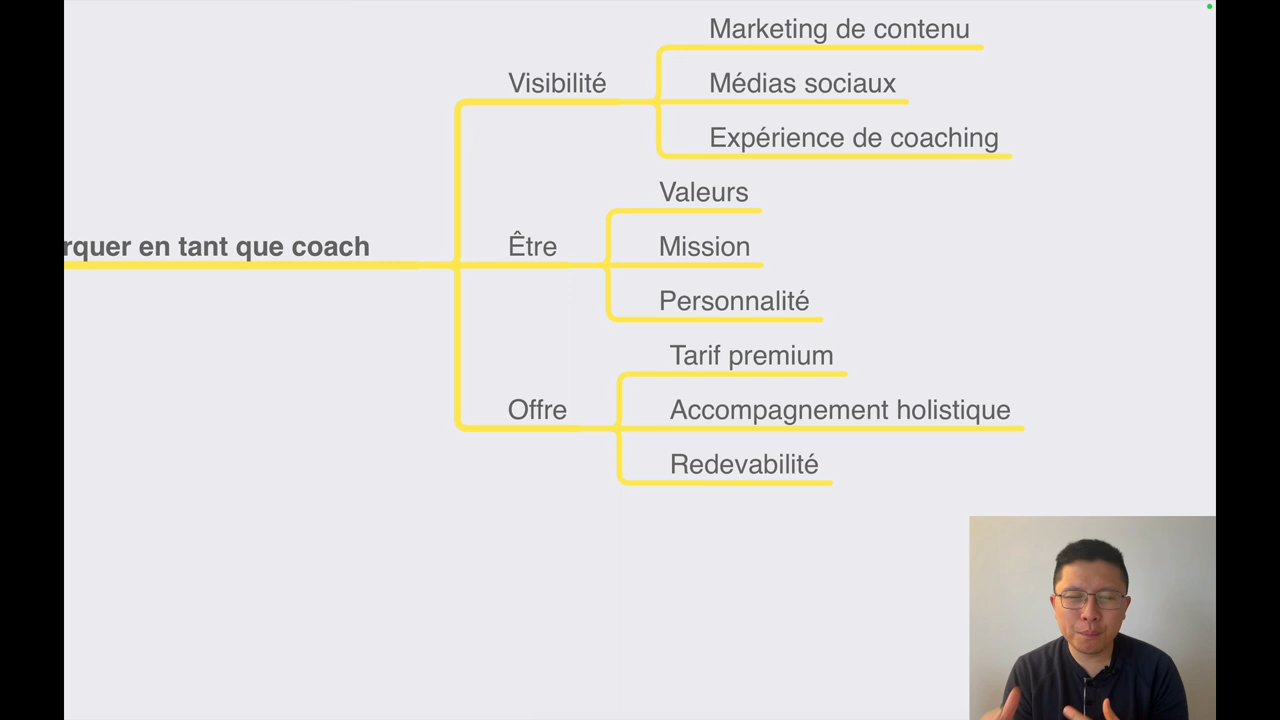 Marketing de contenu
Visibilité
Médias sociaux
Expérience de coaching
Valeurs
rquer en tant que coach
Être
Mission
Personnalité
Tarif premium
Offre
Accompagnement holistique
Redevabilité